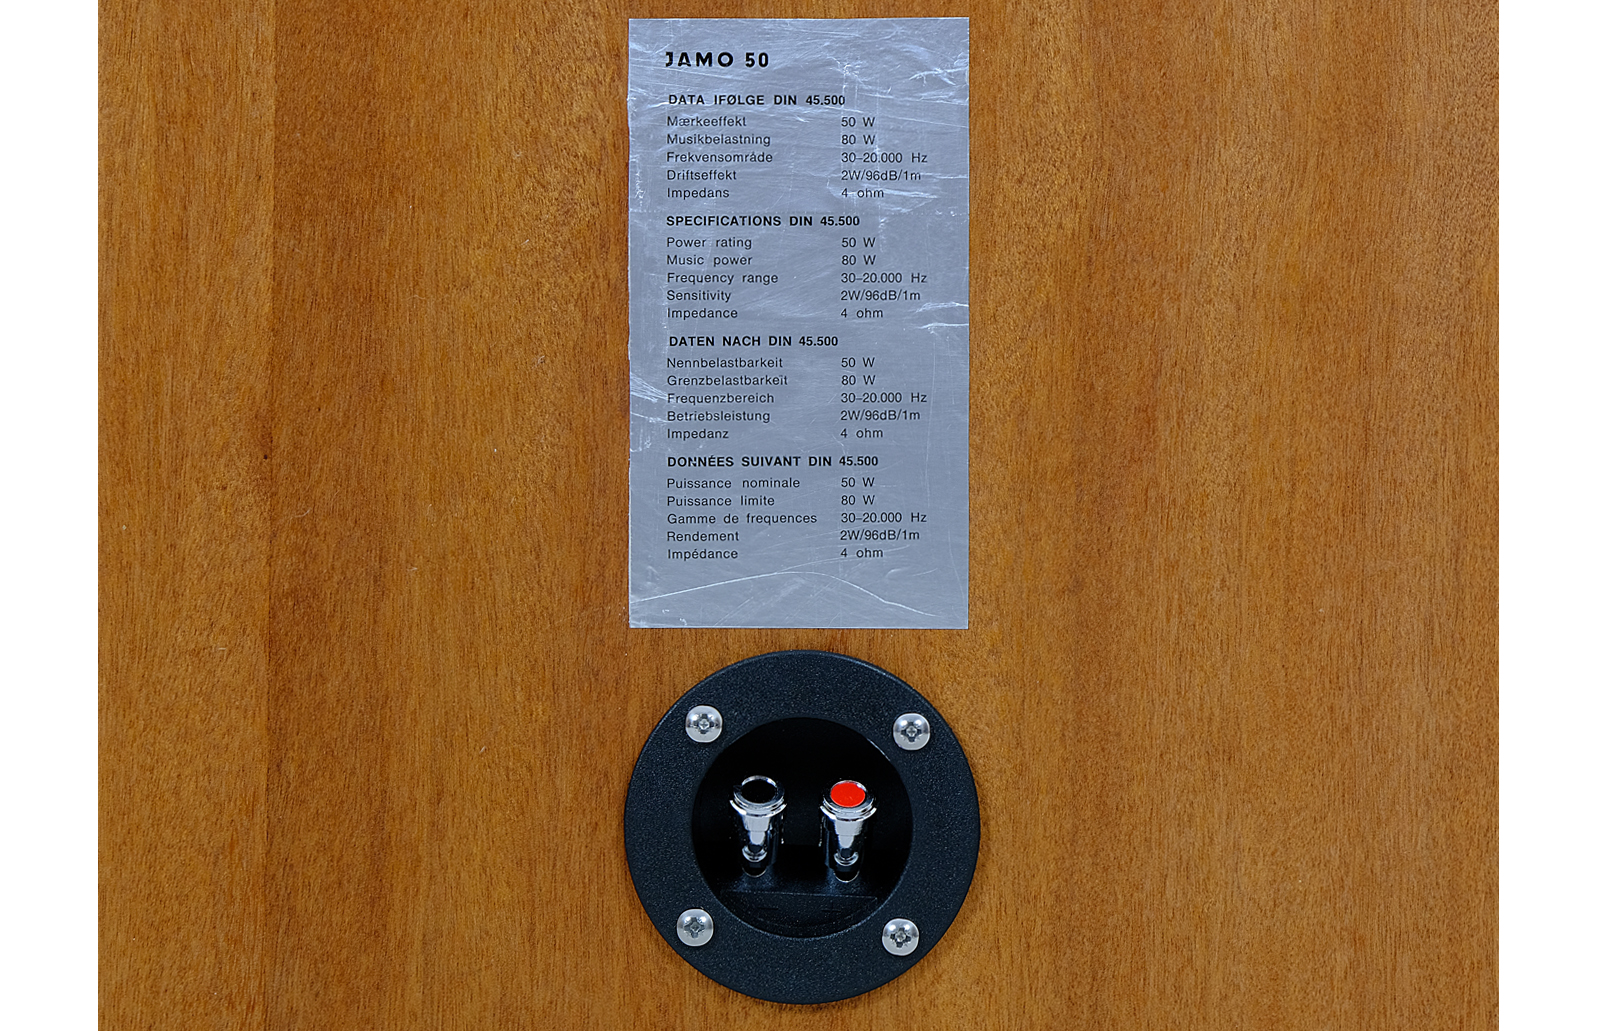 JAMO 50
DATA IFØLGE DIN 45.500
Mærkeeffekt 50 W
Musikbelastning 80 W
Frekvensområde 30–20.000 Hz
Driftseffekt 2W/96dB/1m
Impedans 4 ohm
SPECIFICATIONS DIN 45.500
Power rating 50 W
Music power 80 W
Frequency range 30–20.000 Hz
Sensitivity 2W/96dB/1m
Impedance 4 ohm
DATEN NACH DIN 45.500
Nennbelastbarkeit 50 W
Grenzbelastbarkeit 80 W
Frequenzbereich 30–20.000 Hz
Betriebsleistung 2W/96dB/1m
Impedanz 4 ohm
DONNÉES SUIVANT DIN 45.500
Puissance nominale 50 W
Puissance limite 80 W
Gamme de frequences 30–20.000 Hz
Rendement 2W/96dB/1m
Impédance 4 ohm